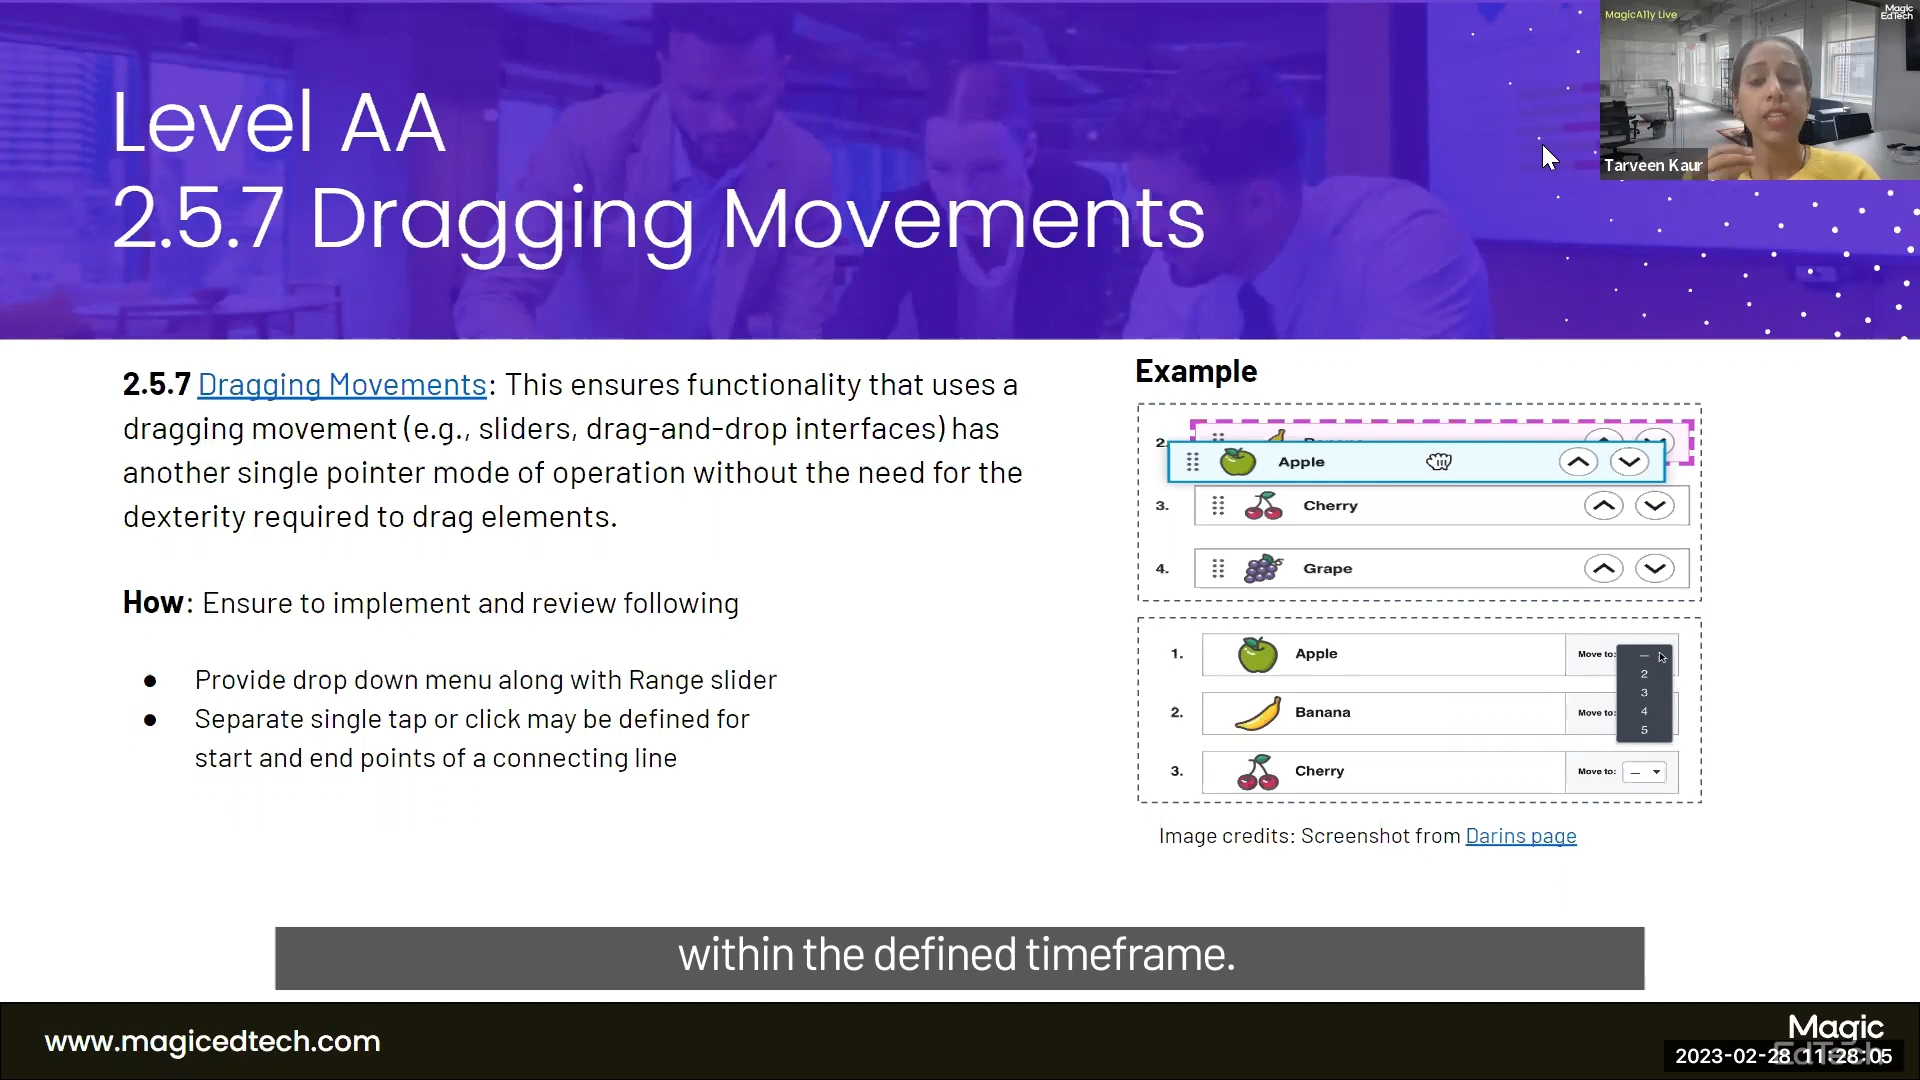 MagicA11y Live
Magic
EdTech
Tarveen Kaur
Level AA
2.5.7 Dragging Movements
2.5.7 Dragging Movements: This ensures functionality that uses a
dragging movement (e.g., sliders, drag-and-drop interfaces) has
another single pointer mode of operation without the need for the
dexterity required to drag elements.
How: Ensure to implement and review following
● Provide drop down menu along with Range slider
● Separate single tap or click may be defined for
start and end points of a connecting line
Example
2.
Apple
3. Cherry
4. Grape
1. Apple Move to: —
2
3
4
5
2. Banana Move to:
3. Cherry Move to: —
Image credits: Screenshot from Darins page
within the defined timeframe.
www.magicedtech.com
Magic
EdTech
2023-02-28 11:28:05